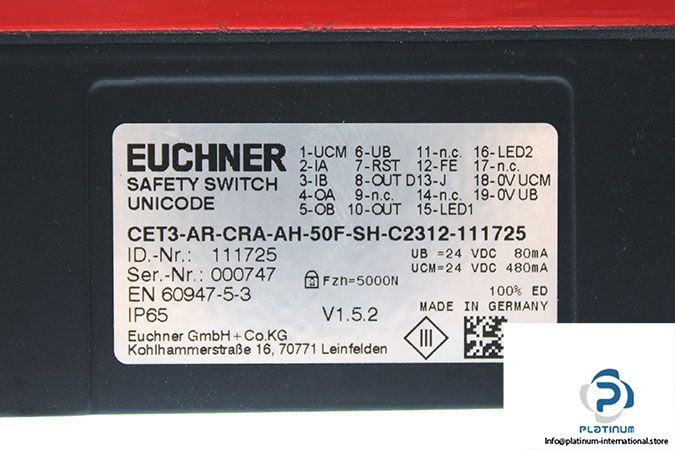 EUCHNER
SAFETY SWITCH
UNICODE
1-UCM 6-UB 11-n.c. 16-LED2
2-IA 7-RST 12-FE 17-n.c.
3-IB 8-OUT D13-J 18-0V UCM
4-OA 9-n.c. 14-n.c. 19-0V UB
5-OB 10-OUT 15-LED1
CET3-AR-CRA-AH-50F-SH-C2312-111725
ID.-Nr.: 111725 UB =24 VDC 80mA
Ser.-Nr.: 000747 Fzh=5000N UCM=24 VDC 480mA
EN 60947-5-3 100% ED
IP65 V1.5.2 MADE IN GERMANY
Euchner GmbH+Co.KG
Kohlhammerstraße 16, 70771 Leinfelden
III
PLATINUM
Info@platinum-international.store